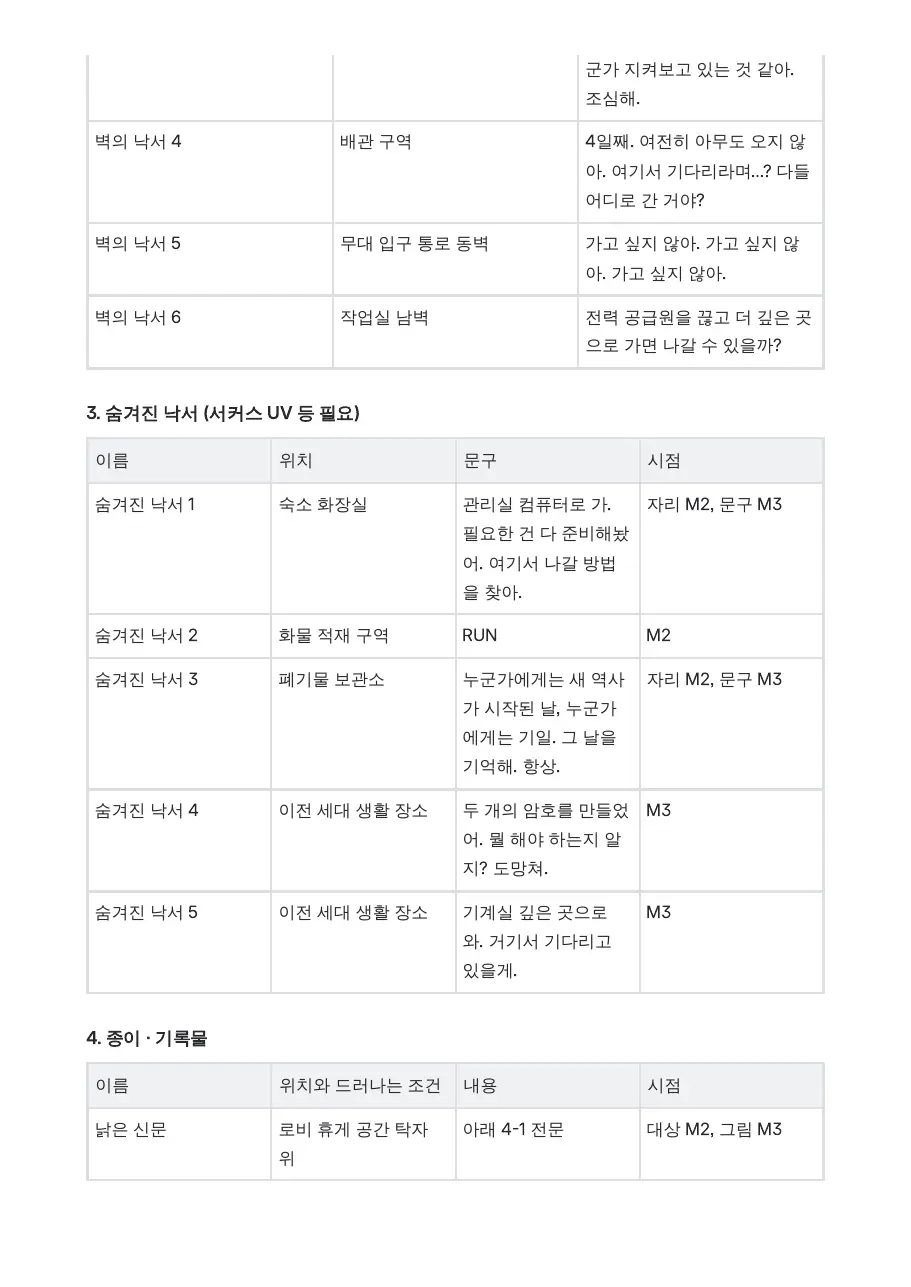 군가 지켜보고 있는 것 같아.
조심해.
벽의 낙서 4
배관 구역
4일째. 여전히 아무도 오지 않
아. 여기서 기다리라며...? 다들
어디로 간 거야?
벽의 낙서 5
무대 입구 통로 동벽
가고 싶지 않아. 가고 싶지 않
아. 가고 싶지 않아.
벽의 낙서 6
작업실 남벽
전력 공급원을 끊고 더 깊은 곳
으로 가면 나갈 수 있을까?
3. 숨겨진 낙서 (서커스 UV 등 필요)
이름
위치
문구
시점
숨겨진 낙서 1
숙소 화장실
관리실 컴퓨터로 가.
필요한 건 다 준비해놨
어. 여기서 나갈 방법
을 찾아.
자리 M2, 문구 M3
숨겨진 낙서 2
화물 적재 구역
RUN
M2
숨겨진 낙서 3
폐기물 보관소
누군가에게는 새 역사
가 시작된 날, 누군가
에게는 기일. 그 날을
기억해. 항상.
자리 M2, 문구 M3
숨겨진 낙서 4
이전 세대 생활 장소
두 개의 암호를 만들었
어. 뭘 해야 하는지 알
지? 도망쳐.
M3
숨겨진 낙서 5
이전 세대 생활 장소
기계실 깊은 곳으로
와. 거기서 기다리고
있을게.
M3
4. 종이 · 기록물
이름
위치와 드러나는 조건
내용
시점
낡은 신문
로비 휴게 공간 탁자
위
아래 4-1 전문
대상 M2, 그림 M3